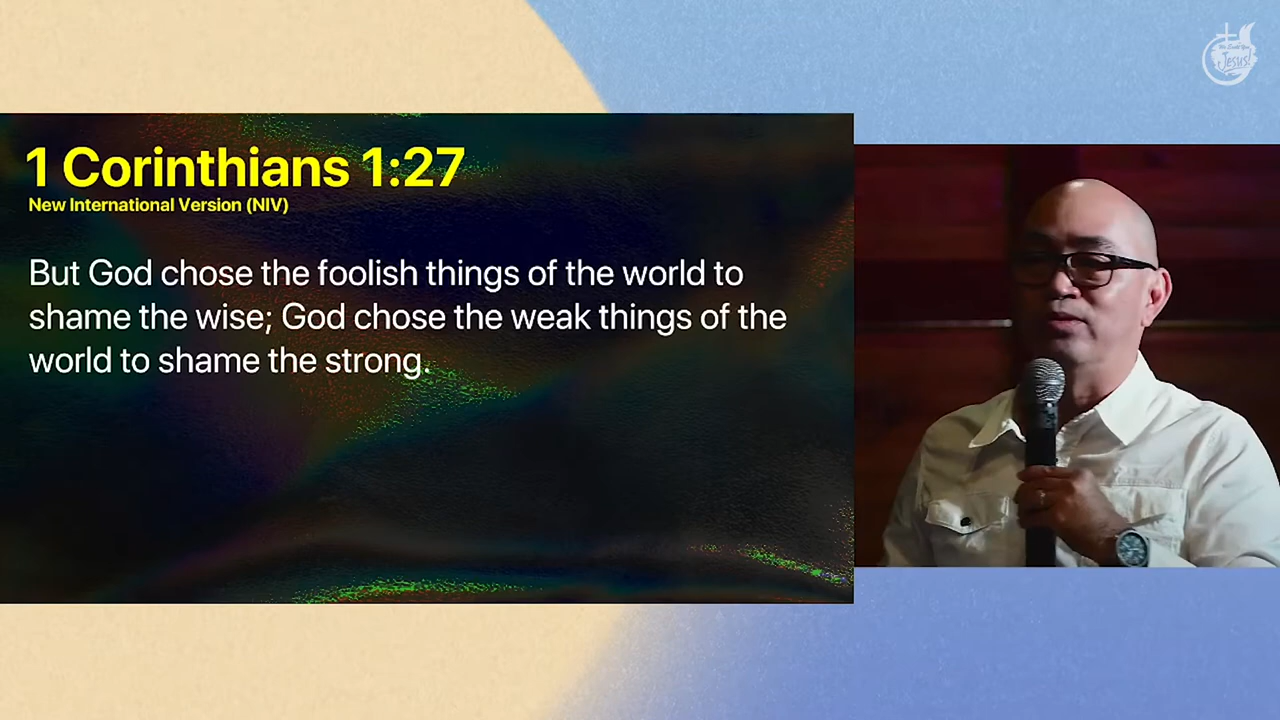 1 Corinthians 1:27
New International Version (NIV)
But God chose the foolish things of the world to
shame the wise; God chose the weak things of the
world to shame the strong.
Jesus!